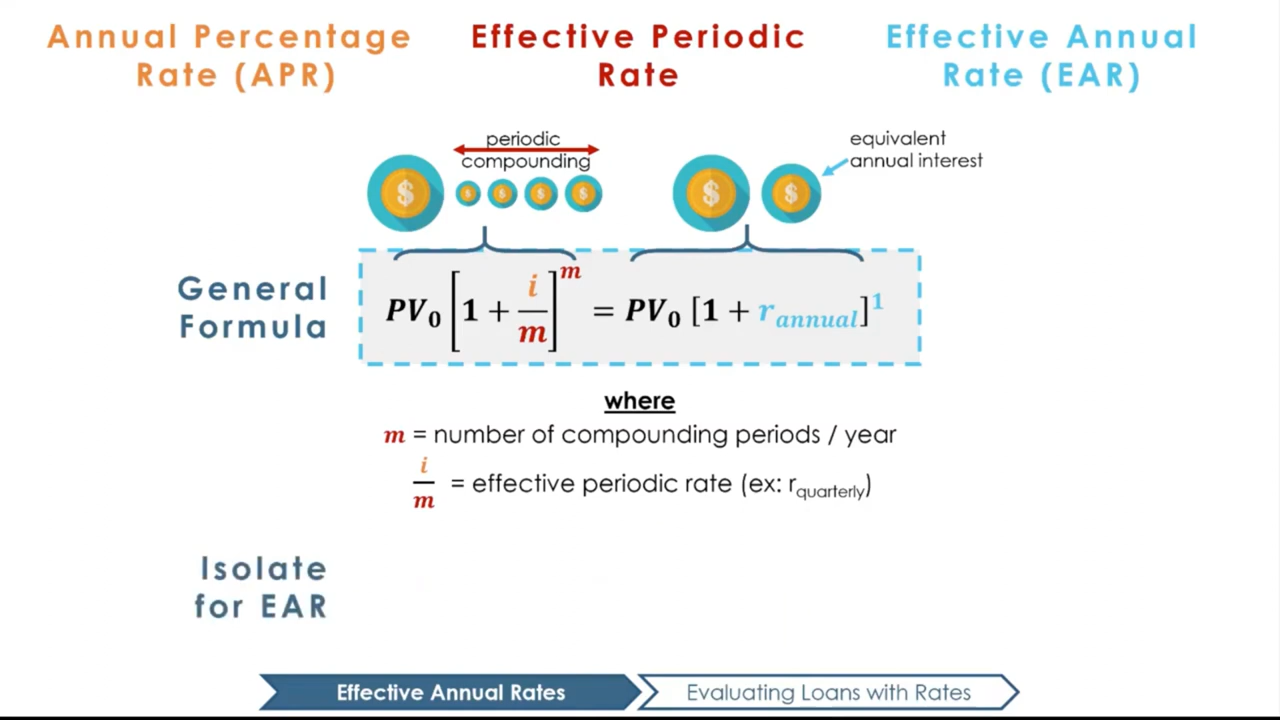 Annual Percentage
Rate (APR)
Effective Periodic
Rate
Effective Annual
Rate (EAR)
periodic
compounding
equivalent
annual interest
$ $ $ $ $ $ $
General
Formula
PV₀ [1 + i/m]ᵐ = PV₀ [1 + r_annual]¹
where
m = number of compounding periods / year
i/m = effective periodic rate (ex: r_quarterly)
Isolate
for EAR
Effective Annual Rates
Evaluating Loans with Rates